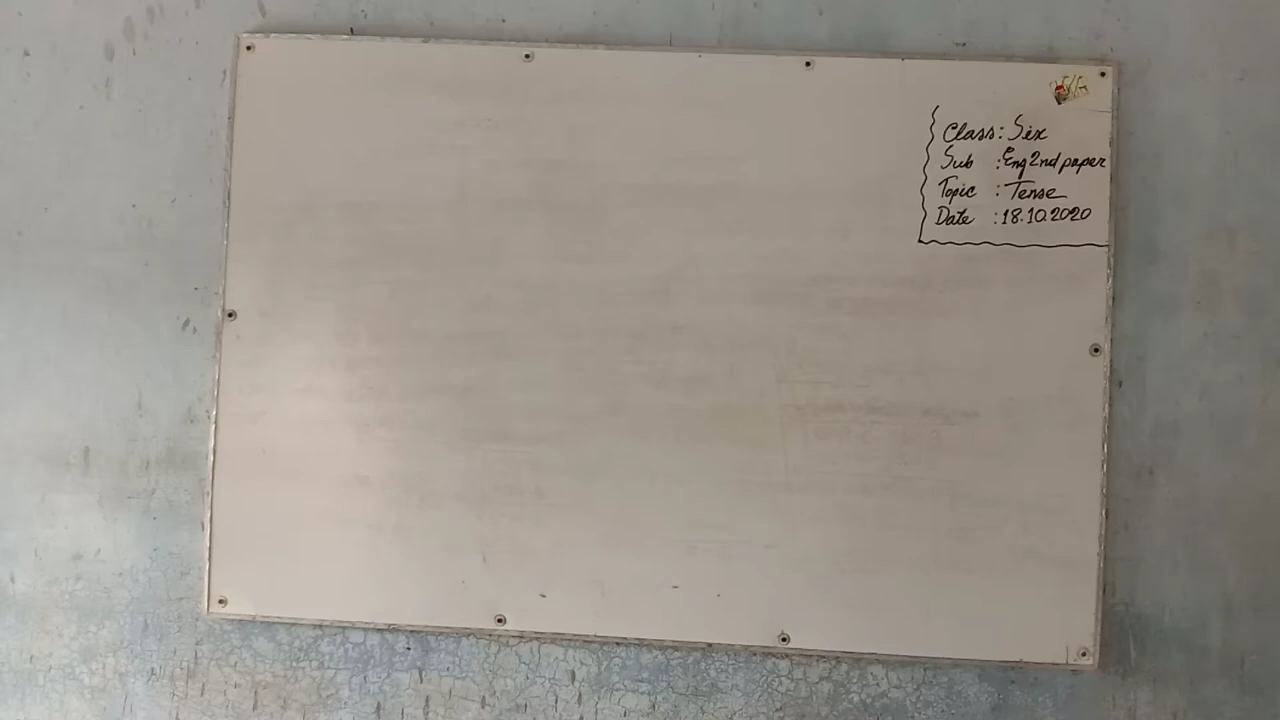 Class: Six
Sub : Eng 2nd paper
Topic : Tense
Date : 18.10.2020